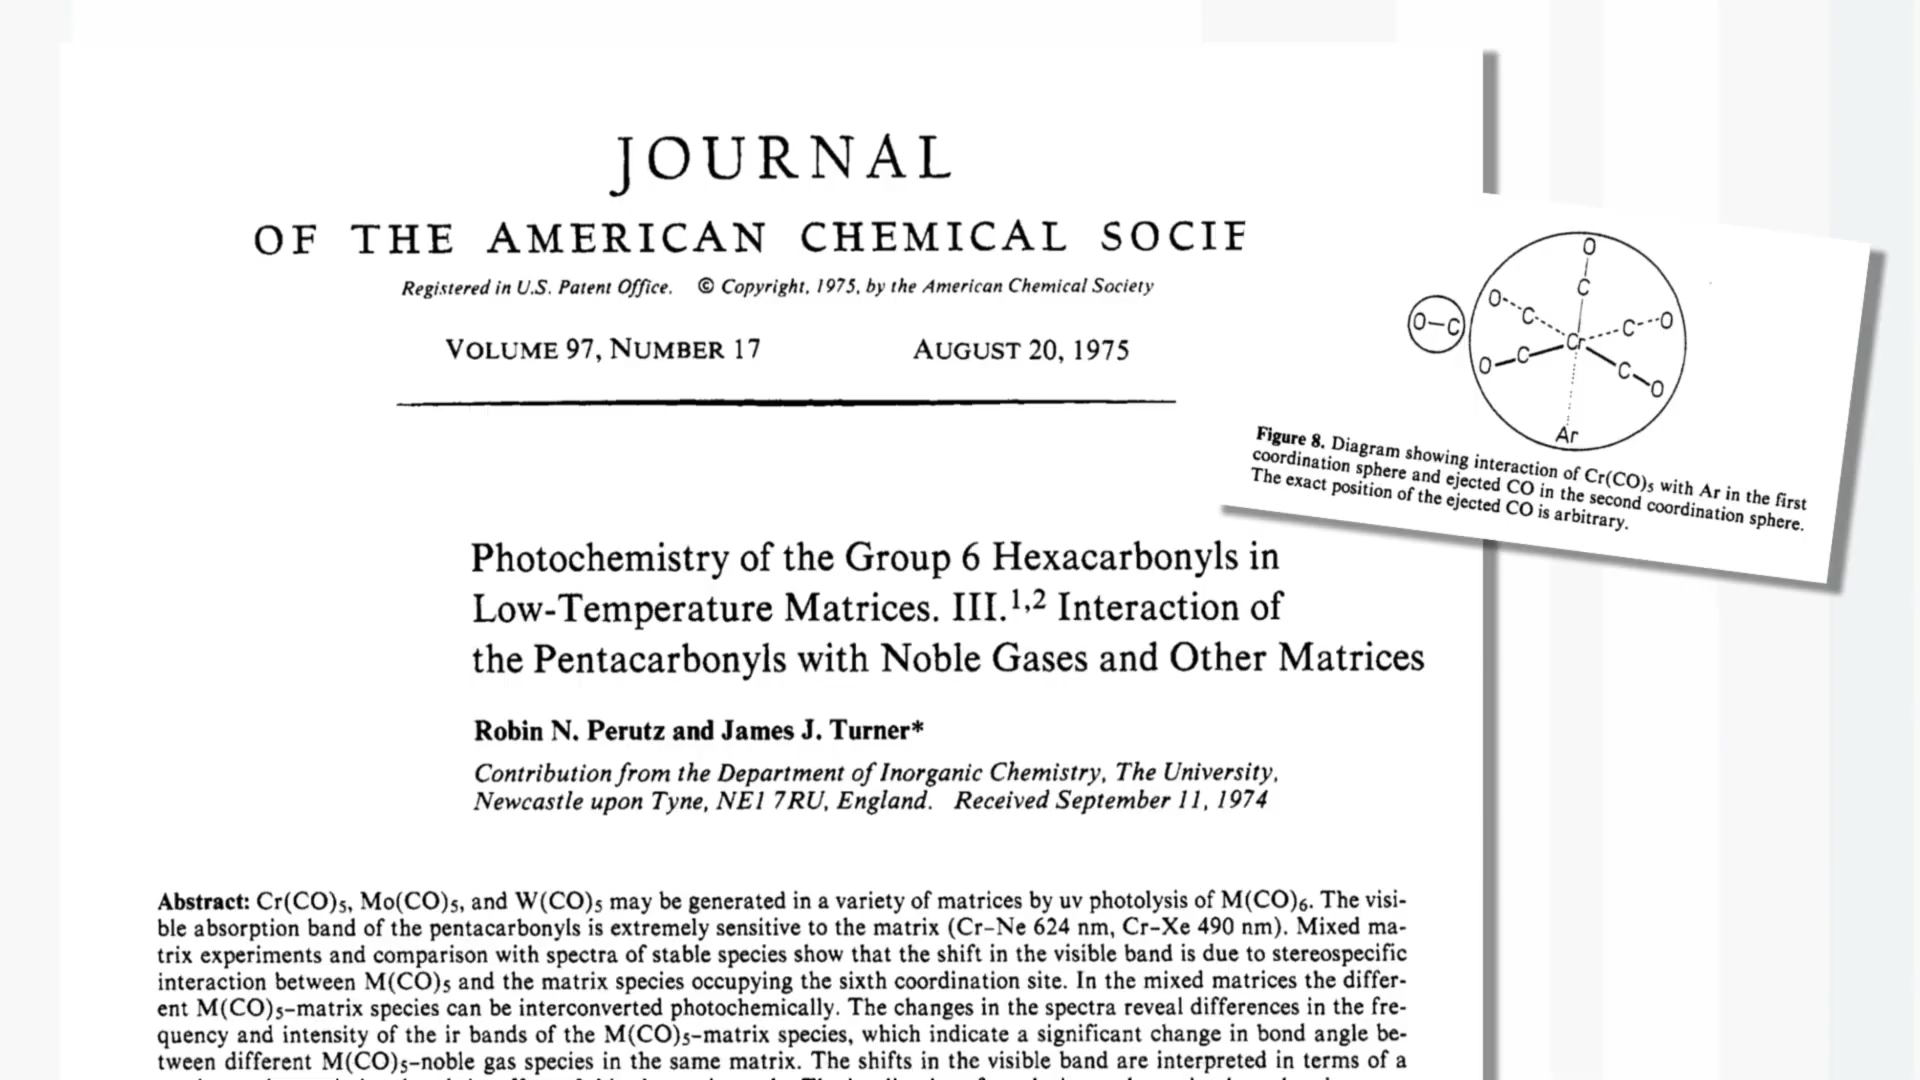 JOURNAL
OF THE AMERICAN CHEMICAL SOCIE
Registered in U.S. Patent Office. © Copyright, 1975, by the American Chemical Society
VOLUME 97, NUMBER 17 AUGUST 20, 1975
Photochemistry of the Group 6 Hexacarbonyls in
Low-Temperature Matrices. III.1,2 Interaction of
the Pentacarbonyls with Noble Gases and Other Matrices
Robin N. Perutz and James J. Turner*
Contribution from the Department of Inorganic Chemistry, The University,
Newcastle upon Tyne, NE1 7RU, England. Received September 11, 1974
Abstract: Cr(CO)5, Mo(CO)5, and W(CO)5 may be generated in a variety of matrices by uv photolysis of M(CO)6. The visi-
ble absorption band of the pentacarbonyls is extremely sensitive to the matrix (Cr–Ne 624 nm, Cr–Xe 490 nm). Mixed ma-
trix experiments and comparison with spectra of stable species show that the shift in the visible band is due to stereospecific
interaction between M(CO)5 and the matrix species occupying the sixth coordination site. In the mixed matrices the differ-
ent M(CO)5–matrix species can be interconverted photochemically. The changes in the spectra reveal differences in the fre-
quency and intensity of the ir bands of the M(CO)5–matrix species, which indicate a significant change in bond angle be-
tween different M(CO)5–noble gas species in the same matrix. The shifts in the visible band are interpreted in terms of a
O
C
O C C O
O–C
Cr
O C C O
Ar
Figure 8. Diagram showing interaction of Cr(CO)5 with Ar in the first
coordination sphere and ejected CO in the second coordination sphere.
The exact position of the ejected CO is arbitrary.